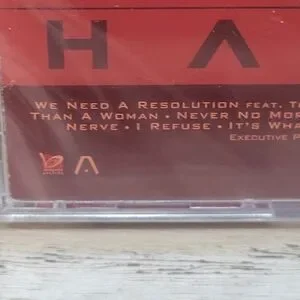 H A
We Need A Resolution feat. T
Than A Woman • Never No Mor
Nerve • I Refuse • It's Wha
Executive P